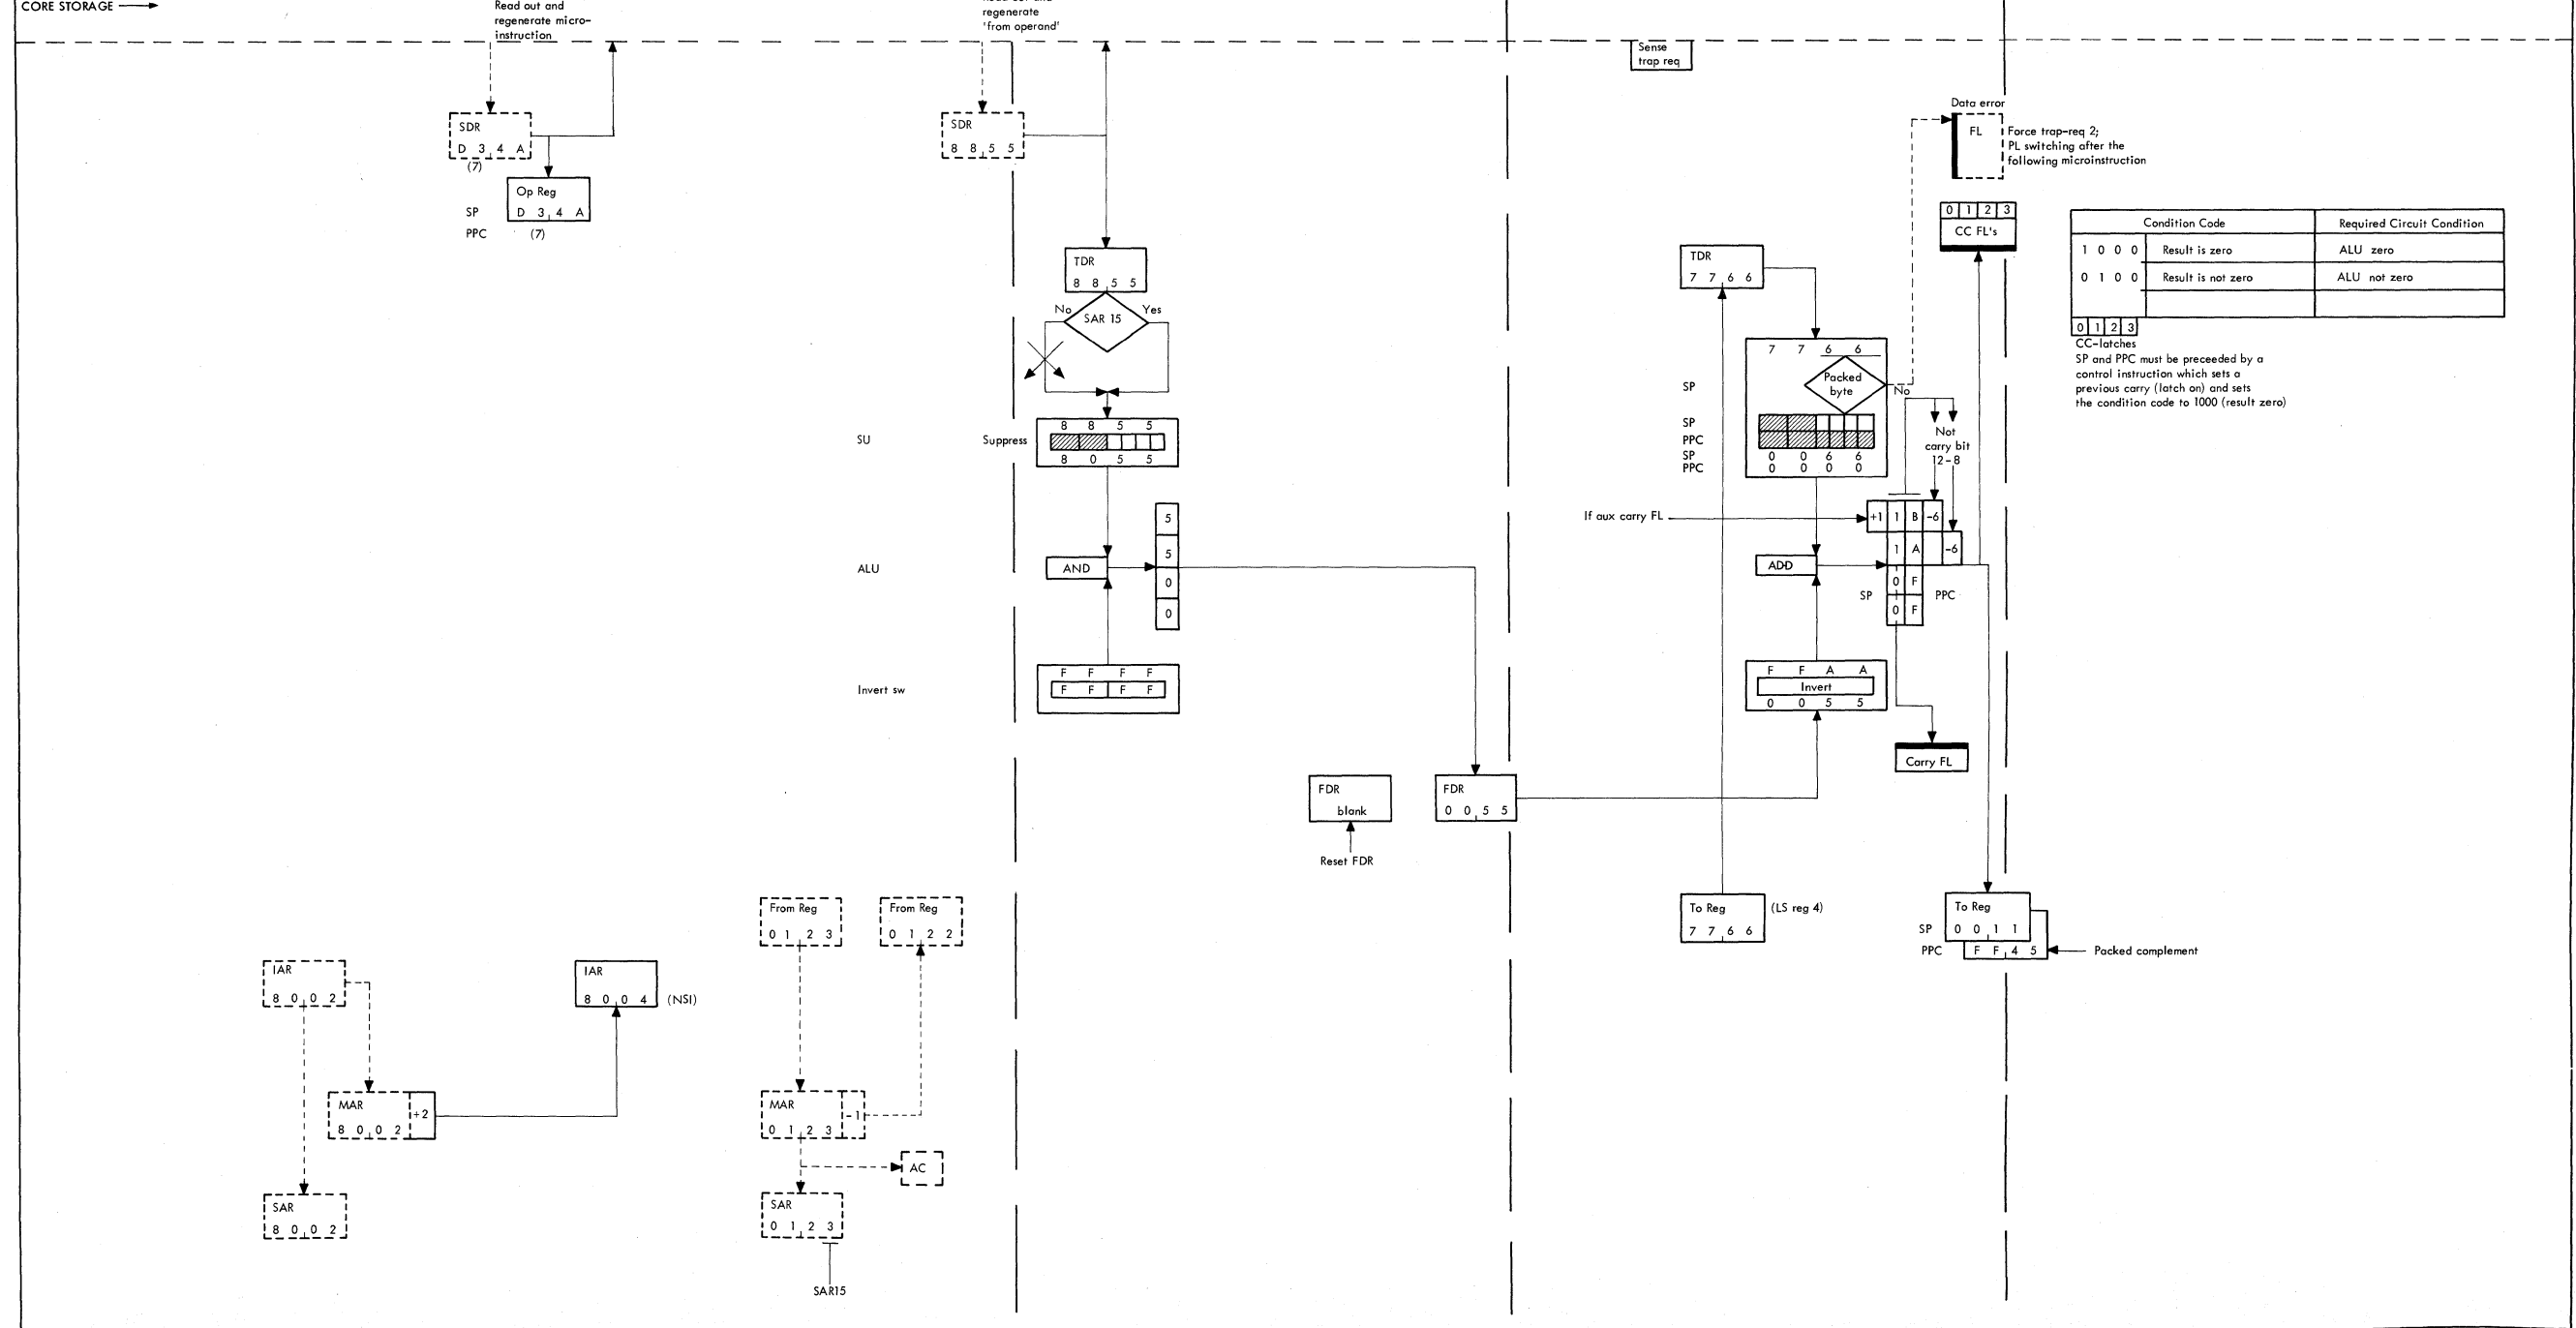 CORE STORAGE
Read out and
regenerate micro-
instruction
regenerate
'from operand'
Sense
trap req
SDR
D 3 4 A
(7)
Op Reg
SP D 3 4 A
PPC (7)
SDR
8 8 5 5
TDR
8 8 5 5
No SAR 15 Yes
8 8 5 5
SU Suppress
8 0 5 5
5
5
0
0
ALU AND
F F F F
Invert sw F F F F
FDR
blank
Reset FDR
FDR
0 0 5 5
Data error
FL
Force trap-req 2;
PL switching after the
following microinstruction
0 1 2 3
CC FL's
TDR
7 7 6 6
7 7 6 6
SP
Packed
byte
No
SP
PPC
SP 0 0 6 6
PPC 0 0 0 0
Not
carry bit
12-8
If aux carry FL
+1 1 B -6
1 A -6
0 F
0 F
ADD
SP PPC
F F A A
Invert
0 0 5 5
Carry FL
Condition Code Required Circuit Condition
1 0 0 0 Result is zero ALU zero
0 1 0 0 Result is not zero ALU not zero
0 1 2 3
CC-latches
SP and PPC must be preceeded by a
control instruction which sets a
previous carry (latch on) and sets
the condition code to 1000 (result zero)
To Reg
7 7 6 6
(LS reg 4)
To Reg
SP 0 0 1 1
PPC F F 4 5
Packed complement
From Reg
0 1 2 3
From Reg
0 1 2 2
IAR
8 0 0 2
IAR
8 0 0 4 (NSI)
MAR
8 0 0 2
+2
MAR
0 1 2 3
-1
AC
SAR
8 0 0 2
SAR
0 1 2 3
SAR15